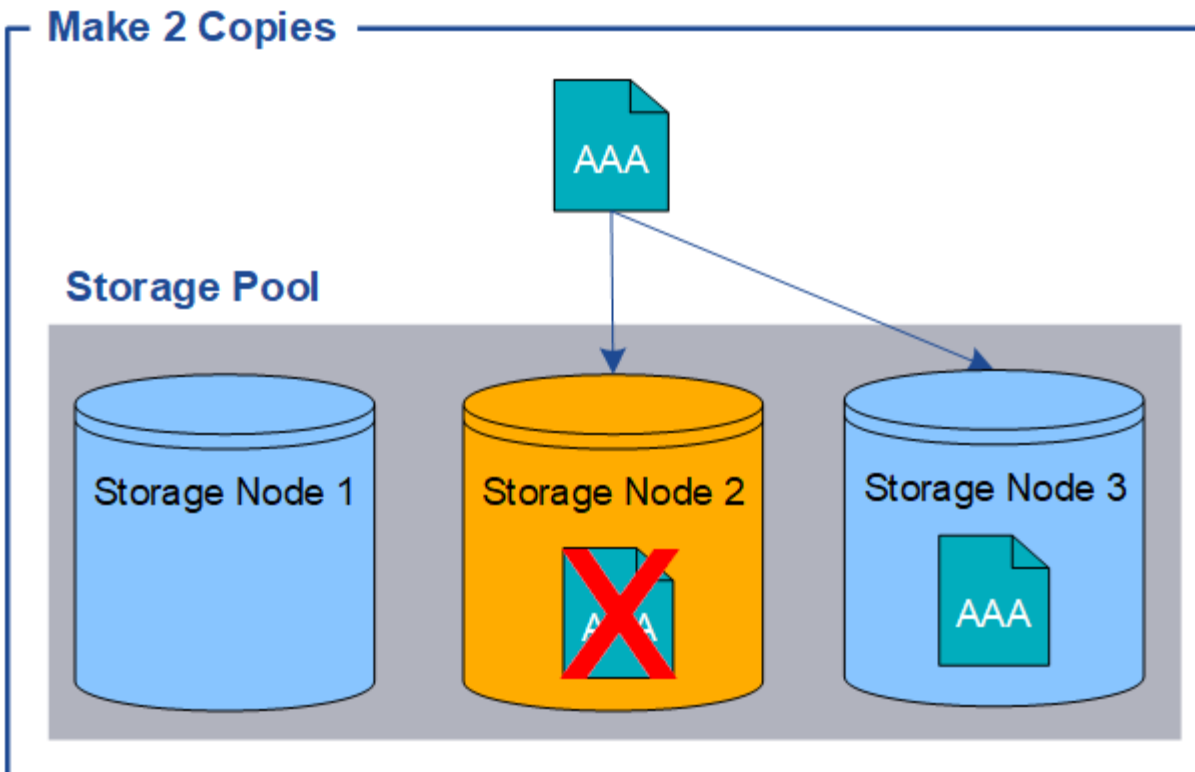 Make 2 Copies
AAA
Storage Pool
Storage Node 1
Storage Node 2
Storage Node 3
AAA